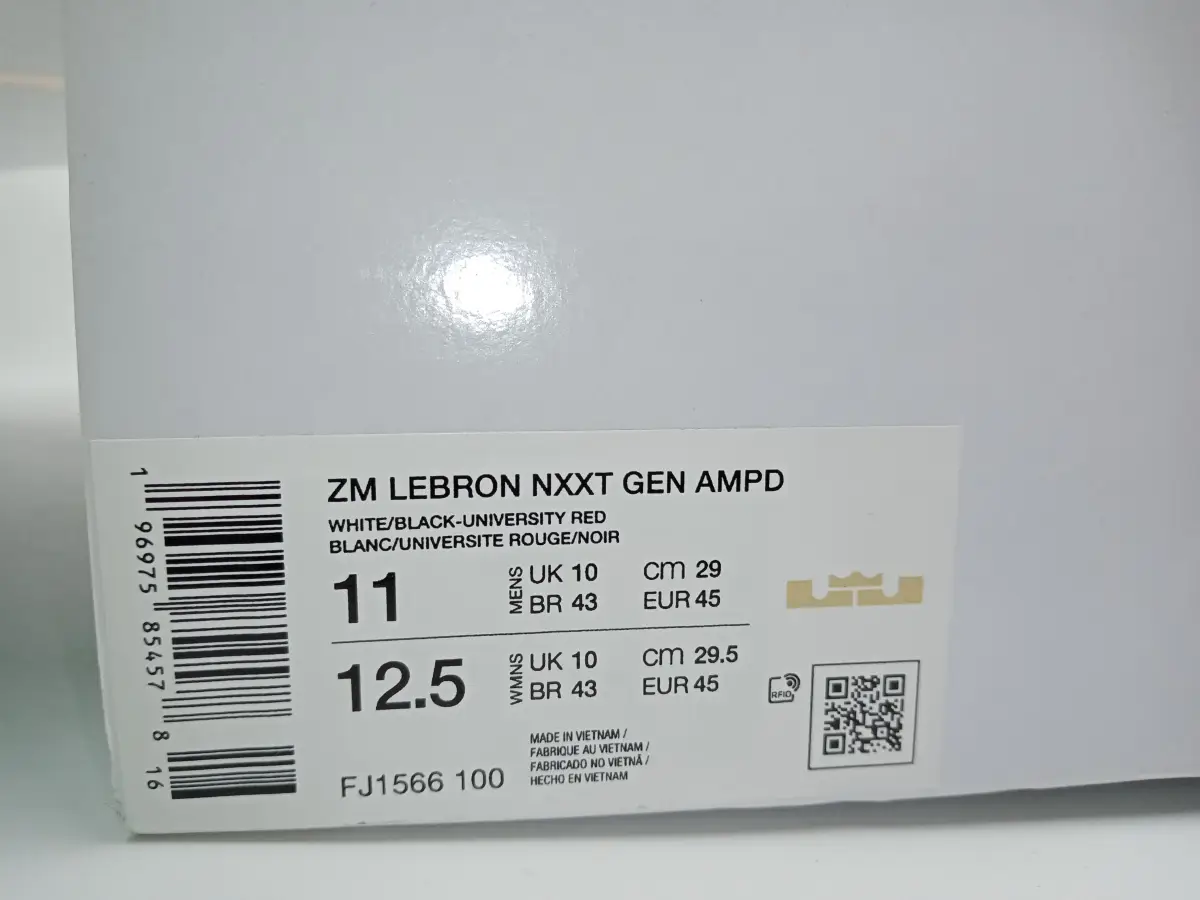 1 96975 85457 8 16
ZM LEBRON NXXT GEN AMPD
WHITE/BLACK-UNIVERSITY RED
BLANC/UNIVERSITE ROUGE/NOIR
11 MENS UK 10 cm 29
BR 43 EUR 45
12.5 WMNS UK 10 cm 29.5
BR 43 EUR 45
RFID
FJ1566 100
MADE IN VIETNAM /
FABRIQUE AU VIETNAM /
FABRICADO NO VIETNÃ /
HECHO EN VIETNAM